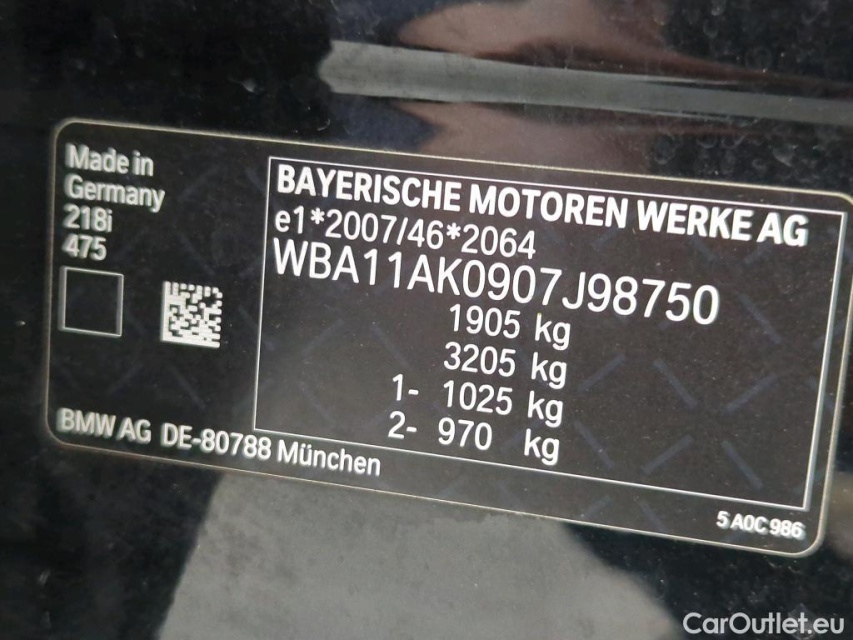 Made in
Germany
218i
475
BAYERISCHE MOTOREN WERKE AG
e1*2007/46*2064
WBA11AK0907J98750
1905 kg
3205 kg
1- 1025 kg
2- 970 kg
BMW AG DE-80788 München
5 A0C 986
CarOutlet.eu